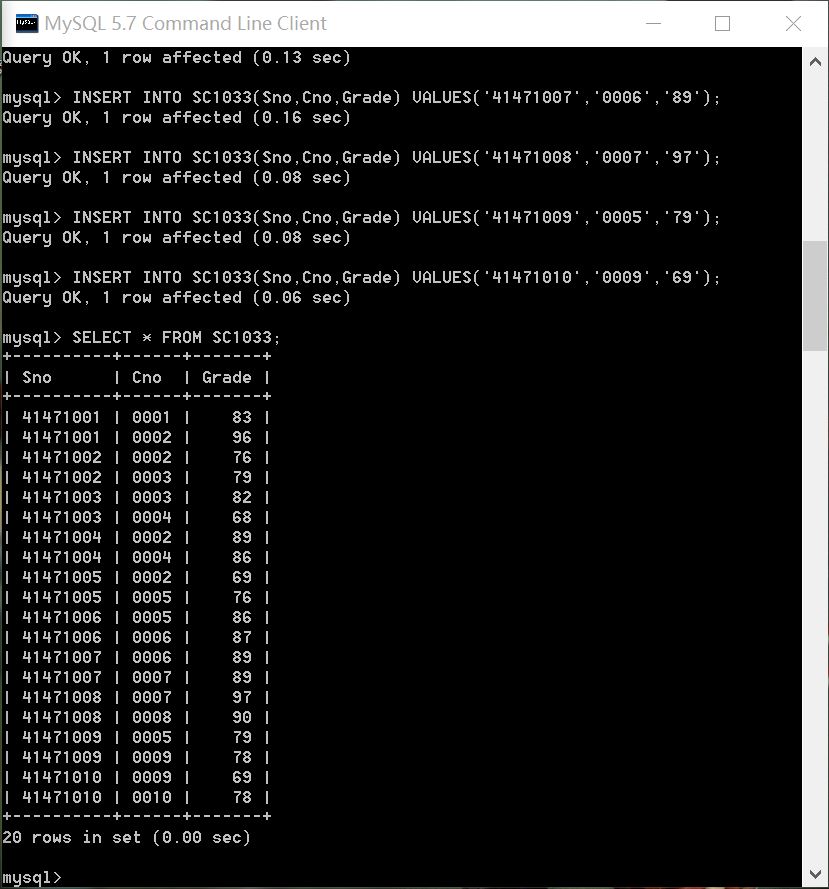 MySQL 5.7 Command Line Client
Query OK, 1 row affected (0.13 sec)
mysql> INSERT INTO SC1033(Sno,Cno,Grade) VALUES('41471007','0006','89');
Query OK, 1 row affected (0.16 sec)
mysql> INSERT INTO SC1033(Sno,Cno,Grade) VALUES('41471008','0007','97');
Query OK, 1 row affected (0.08 sec)
mysql> INSERT INTO SC1033(Sno,Cno,Grade) VALUES('41471009','0005','79');
Query OK, 1 row affected (0.08 sec)
mysql> INSERT INTO SC1033(Sno,Cno,Grade) VALUES('41471010','0009','69');
Query OK, 1 row affected (0.06 sec)
mysql> SELECT * FROM SC1033;
+----------+------+-------+
| Sno      | Cno  | Grade |
+----------+------+-------+
| 41471001 | 0001 |    83 |
| 41471001 | 0002 |    96 |
| 41471002 | 0002 |    76 |
| 41471002 | 0003 |    79 |
| 41471003 | 0003 |    82 |
| 41471003 | 0004 |    68 |
| 41471004 | 0002 |    89 |
| 41471004 | 0004 |    86 |
| 41471005 | 0002 |    69 |
| 41471005 | 0005 |    76 |
| 41471006 | 0005 |    86 |
| 41471006 | 0006 |    87 |
| 41471007 | 0006 |    89 |
| 41471007 | 0007 |    89 |
| 41471008 | 0007 |    97 |
| 41471008 | 0008 |    90 |
| 41471009 | 0005 |    79 |
| 41471009 | 0009 |    78 |
| 41471010 | 0009 |    69 |
| 41471010 | 0010 |    78 |
+----------+------+-------+
20 rows in set (0.00 sec)
mysql>